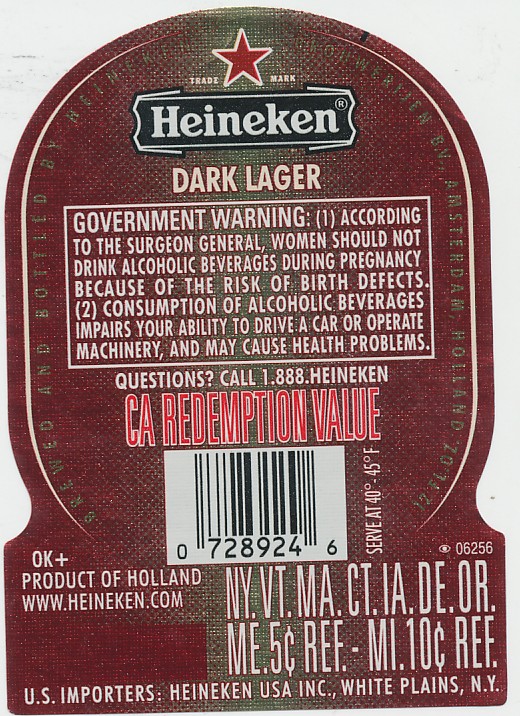 TRADE MARK
Heineken®
DARK LAGER
GOVERNMENT WARNING: (1) ACCORDING
TO THE SURGEON GENERAL, WOMEN SHOULD NOT
DRINK ALCOHOLIC BEVERAGES DURING PREGNANCY
BECAUSE OF THE RISK OF BIRTH DEFECTS.
(2) CONSUMPTION OF ALCOHOLIC BEVERAGES
IMPAIRS YOUR ABILITY TO DRIVE A CAR OR OPERATE
MACHINERY, AND MAY CAUSE HEALTH PROBLEMS.
QUESTIONS? CALL 1.888.HEINEKEN
CA REDEMPTION VALUE
0 728924 6
SERVE AT 40° - 45° F
06256
OK+
PRODUCT OF HOLLAND
WWW.HEINEKEN.COM
NY.VT.MA.CT.IA.DE.OR.
ME.5¢ REF.- MI.10¢ REF.
U.S. IMPORTERS: HEINEKEN USA INC., WHITE PLAINS, N.Y.
BREWED AND BOTTLED BY HEINEKEN BROUWERIJEN BV, AMSTERDAM, HOLLAND